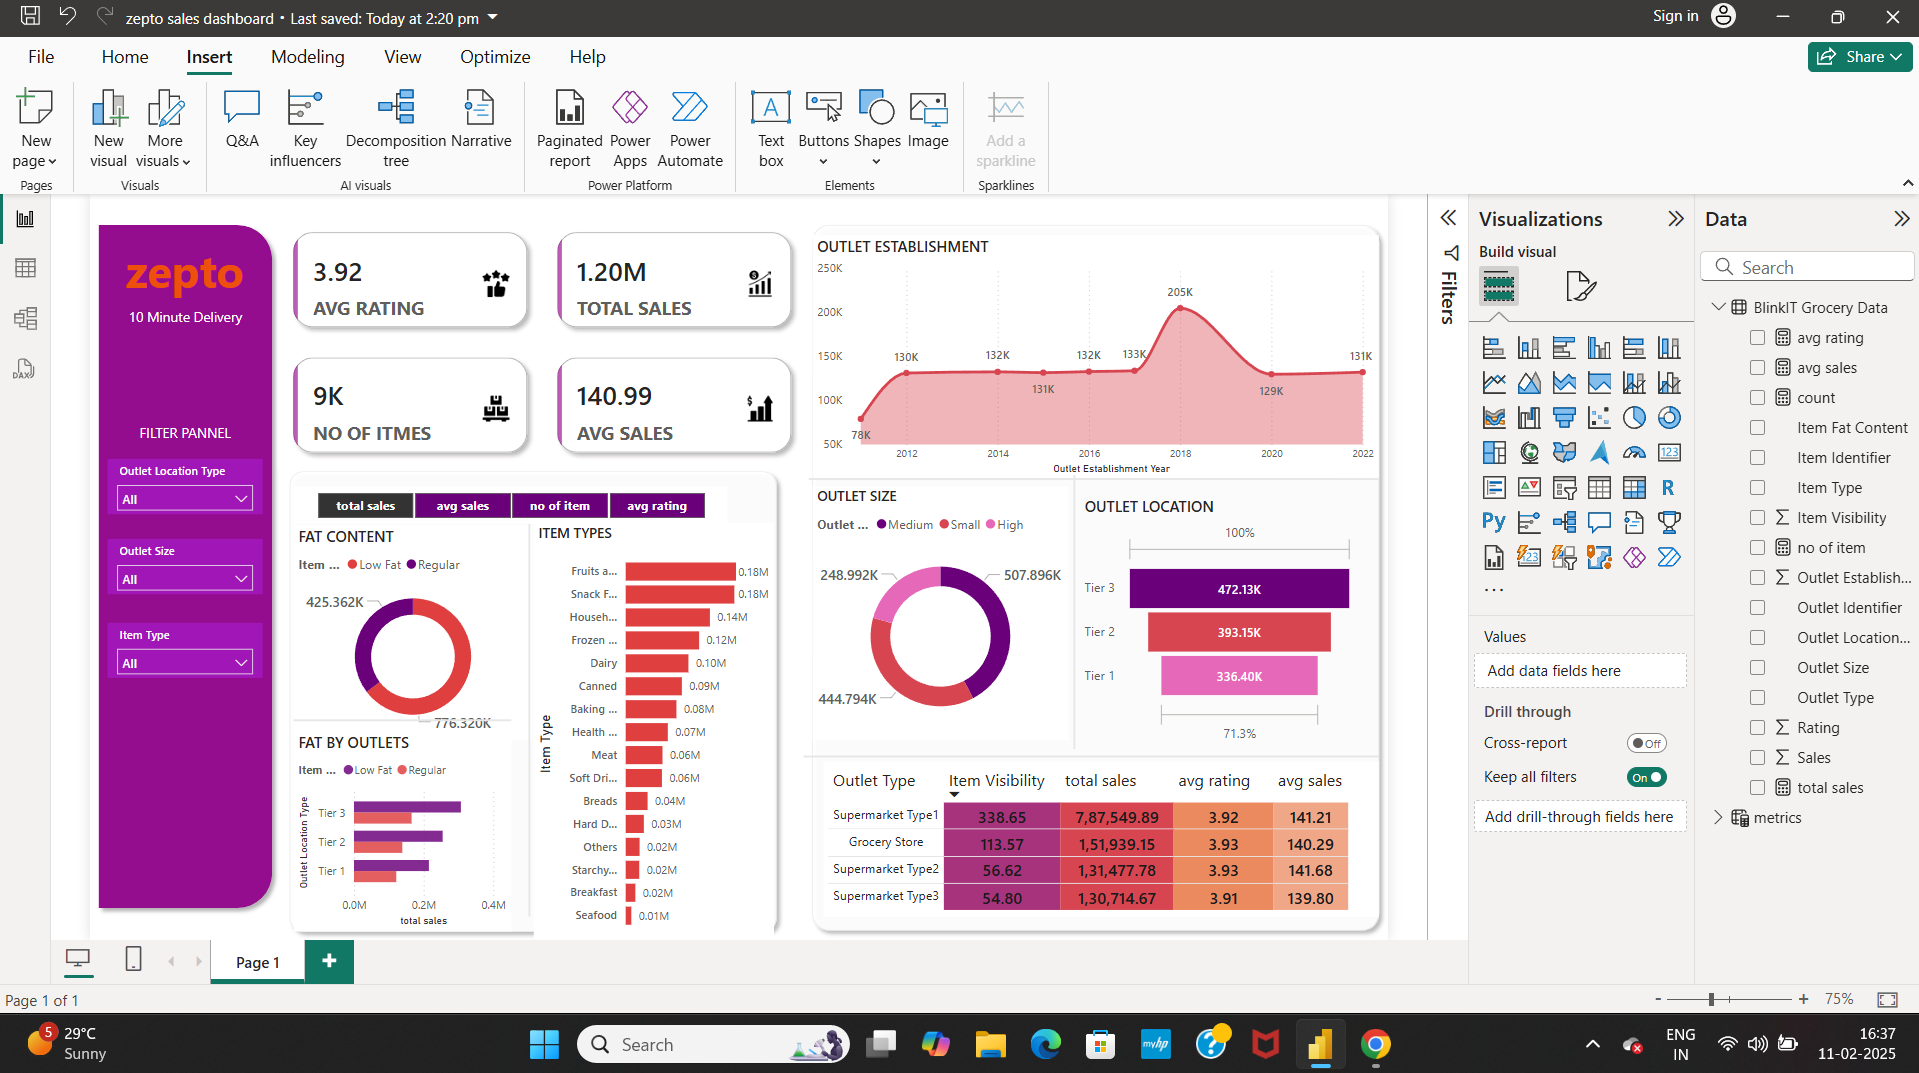 zepto sales dashboard • Last saved: Today at 2:20 pm
Sign in
File
Home
Insert
Modeling
View
Optimize
Help
Share
New page
New visual
More visuals
Q&A
Key influencers
Decomposition tree
Narrative
Paginated report
Power Apps
Power Automate
Text box
Buttons
Shapes
Image
Add a sparkline
Pages
Visuals
AI visuals
Power Platform
Elements
Sparklines
DAX
zepto
10 Minute Delivery
FILTER PANNEL
Outlet Location Type
All
Outlet Size
All
Item Type
All
3.92
AVG RATING
1.20M
TOTAL SALES
9K
NO OF ITMES
140.99
AVG SALES
total sales
avg sales
no of item
avg rating
FAT CONTENT
Item ...
Low Fat
Regular
425.362K
776.320K
FAT BY OUTLETS
Item ...
Low Fat
Regular
Outlet Location Type
Tier 3
Tier 2
Tier 1
0.0M
0.2M
0.4M
total sales
ITEM TYPES
Item Type
Fruits a... 0.18M
Snack F... 0.18M
Househ... 0.14M
Frozen ... 0.12M
Dairy 0.10M
Canned 0.09M
Baking ... 0.08M
Health ... 0.07M
Meat 0.06M
Soft Dri... 0.06M
Breads 0.04M
Hard D... 0.03M
Others 0.02M
Starchy... 0.02M
Breakfast 0.02M
Seafood 0.01M
OUTLET ESTABLISHMENT
250K
200K
150K
100K
50K
78K
130K
132K
131K
132K
133K
205K
129K
131K
2012
2014
2016
2018
2020
2022
Outlet Establishment Year
OUTLET SIZE
Outlet ...
Medium
Small
High
248.992K
507.896K
444.794K
OUTLET LOCATION
100%
Tier 3 472.13K
Tier 2 393.15K
Tier 1 336.40K
71.3%
Outlet Type Item Visibility total sales avg rating avg sales
Supermarket Type1 338.65 7,87,549.89 3.92 141.21
Grocery Store 113.57 1,51,939.15 3.93 140.29
Supermarket Type2 56.62 1,31,477.78 3.93 141.68
Supermarket Type3 54.80 1,30,714.67 3.91 139.80
Filters
Visualizations
Build visual
123
R
Py
123
...
Values
Add data fields here
Drill through
Cross-report
Off
Keep all filters
On
Add drill-through fields here
Data
Search
BlinkIT Grocery Data
avg rating
avg sales
count
Item Fat Content
Item Identifier
Item Type
Item Visibility
no of item
Outlet Establish...
Outlet Identifier
Outlet Location...
Outlet Size
Outlet Type
Rating
Sales
total sales
metrics
Page 1
+
Page 1 of 1
- + 75%
5
29°C
Sunny
Search
myhp
ENG
IN
16:37
11-02-2025